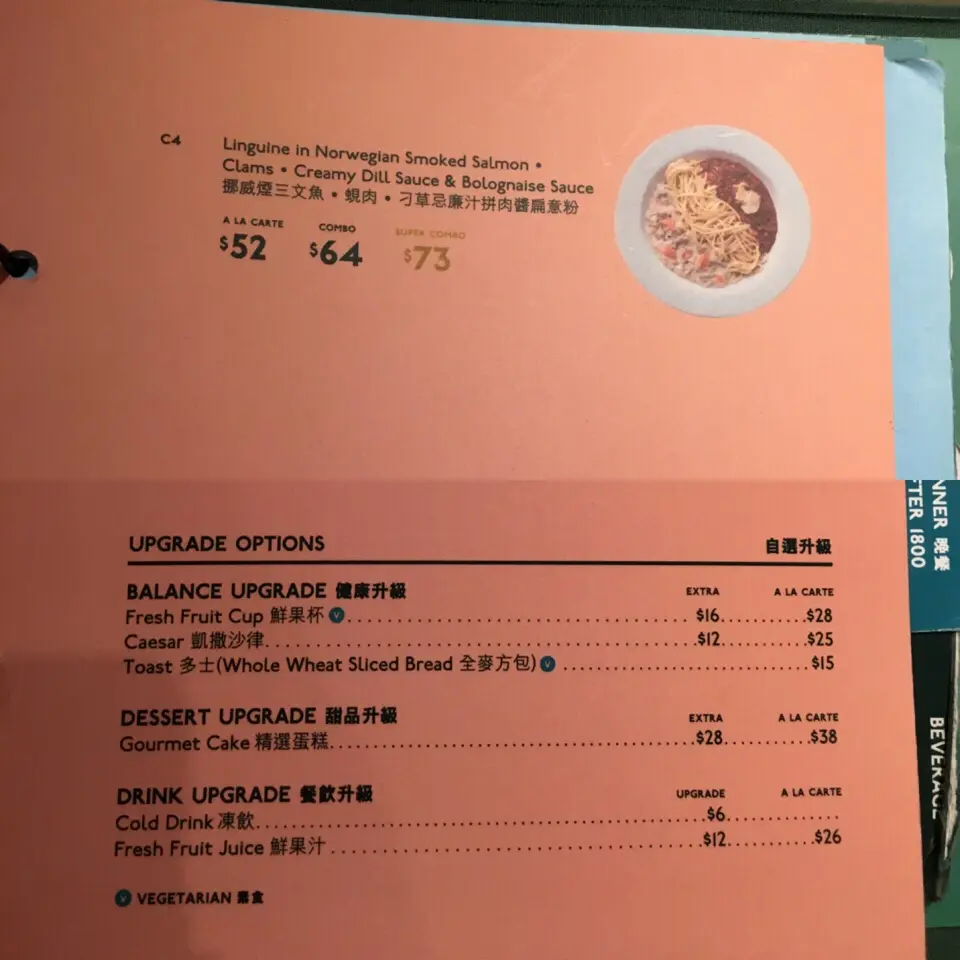 C4
Linguine in Norwegian Smoked Salmon •
Clams • Creamy Dill Sauce & Bolognaise Sauce
挪威煙三文魚 • 蜆肉 • 刁草忌廉汁拼肉醬扁意粉
A LA CARTE COMBO SUPER COMBO
$52 $64 $73
UPGRADE OPTIONS 自選升級
BALANCE UPGRADE 健康升級 EXTRA A LA CARTE
Fresh Fruit Cup 鮮果杯 V $16 $28
Caesar 凱撒沙律 $12 $25
Toast 多士(Whole Wheat Sliced Bread 全麥方包) V $15
DESSERT UPGRADE 甜品升級 EXTRA A LA CARTE
Gourmet Cake 精選蛋糕 $28 $38
DRINK UPGRADE 餐飲升級 UPGRADE A LA CARTE
Cold Drink 凍飲 $6
Fresh Fruit Juice 鮮果汁 $12 $26
V VEGETARIAN 素食
NNER 晚餐
FTER 1800
BEVERAGE